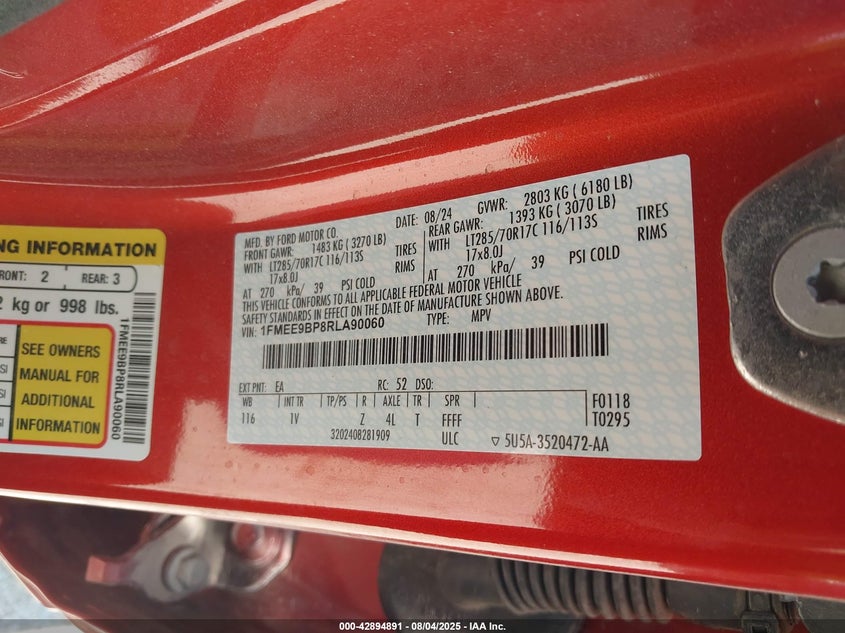 NG INFORMATION
FRONT: 2 REAR: 3
kg or 998 lbs.
SEE OWNERS
MANUAL FOR
ADDITIONAL
INFORMATION
1FMEE9BP8RLA90060
MFD. BY FORD MOTOR CO. DATE: 08/24 GVWR: 2803 KG ( 6180 LB)
FRONT GAWR: 1483 KG ( 3270 LB) REAR GAWR: 1393 KG ( 3070 LB)
WITH LT285/70R17C 116/113S TIRES WITH LT285/70R17C 116/113S TIRES
17x8.0J RIMS 17x8.0J RIMS
AT 270 kPa/ 39 PSI COLD AT 270 kPa/ 39 PSI COLD
THIS VEHICLE CONFORMS TO ALL APPLICABLE FEDERAL MOTOR VEHICLE
SAFETY STANDARDS IN EFFECT ON THE DATE OF MANUFACTURE SHOWN ABOVE.
VIN: 1FMEE9BP8RLA90060 TYPE: MPV
EXT PNT: EA RC: 52 DSO:
WB INT TR TP/PS R AXLE TR SPR F0118
116 1V Z 4L T FFFF T0295
3202408281909 ULC ▽ 5U5A-3520472-AA
000-42894891 | 08/04/2025 - IAA Inc.